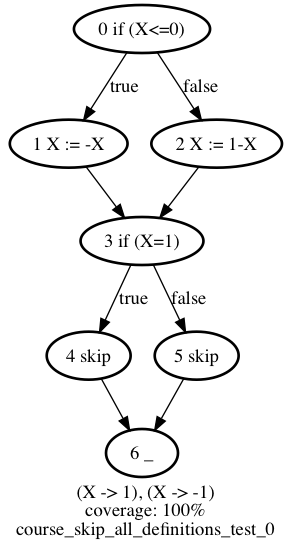 0 if (X<=0)
true
false
1 X := -X
2 X := 1-X
3 if (X=1)
true
false
4 skip
5 skip
6 _
(X -> 1), (X -> -1)
coverage: 100%
course_skip_all_definitions_test_0